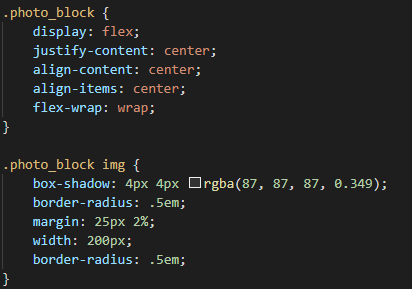 .photo_block {
    display: flex;
    justify-content: center;
    align-content: center;
    align-items: center;
    flex-wrap: wrap;
}

.photo_block img {
    box-shadow: 4px 4px rgba(87, 87, 87, 0.349);
    border-radius: .5em;
    margin: 25px 2%;
    width: 200px;
    border-radius: .5em;
}